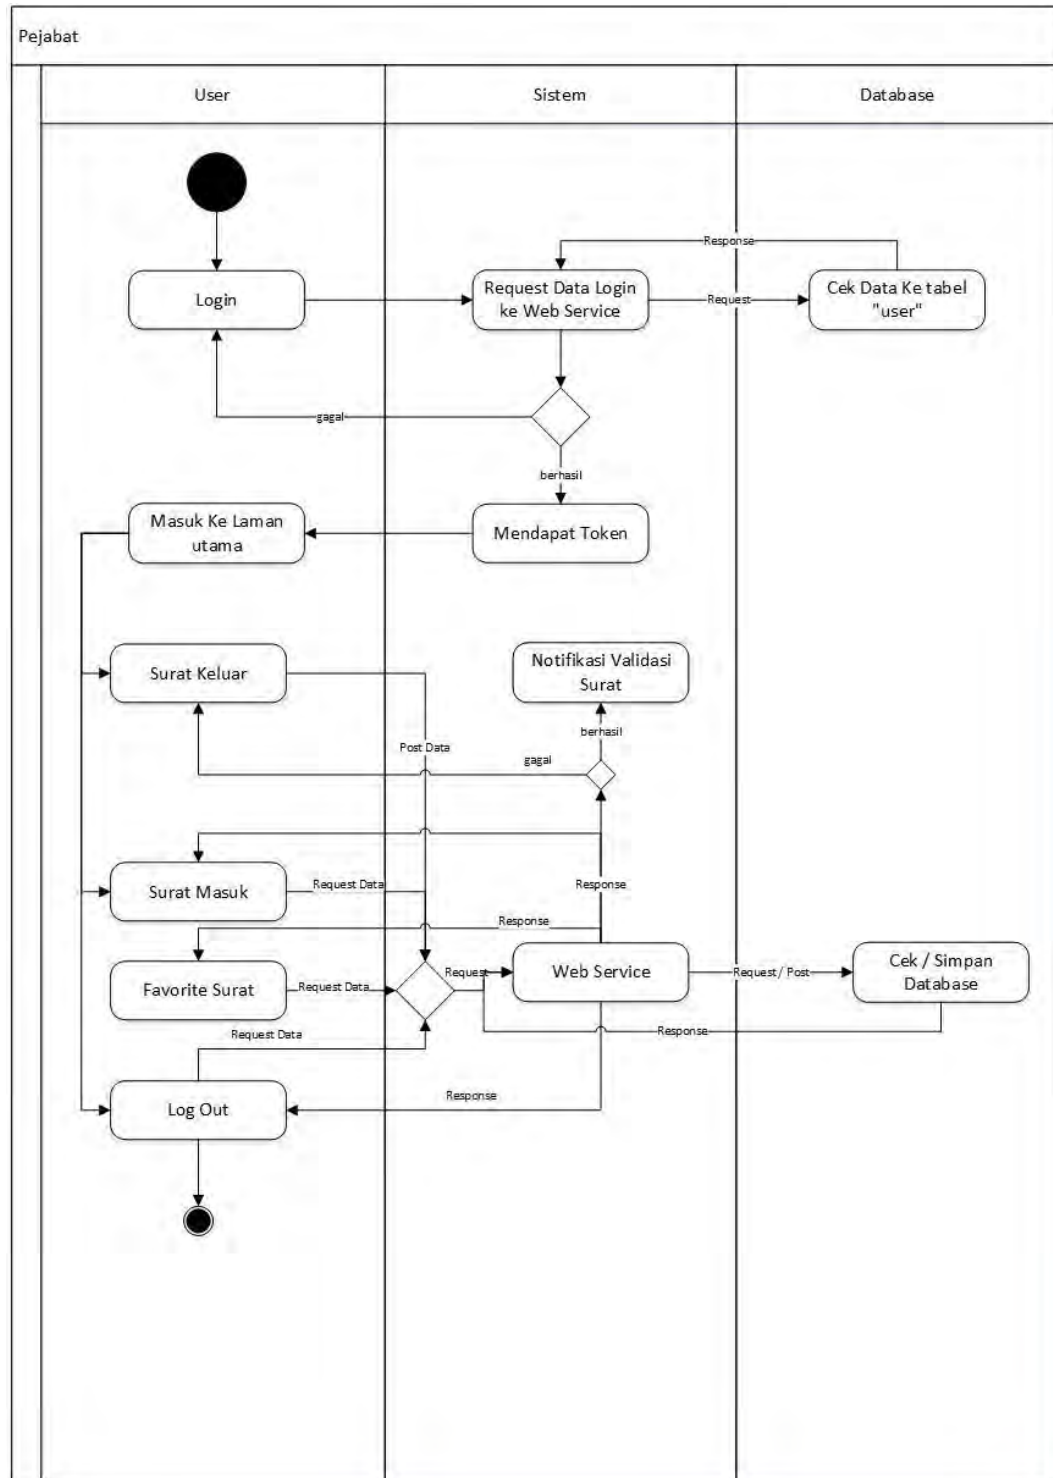 Pejabat
User
Sistem
Database
Response
Login
Request Data Login
ke Web Service
Request
Cek Data Ke tabel
"user"
gagal
berhasil
Masuk Ke Laman
utama
Mendapat Token
Surat Keluar
Notifikasi Validasi
Surat
berhasil
Post Data
gagal
Surat Masuk
Request Data
Response
Response
Favorite Surat
Request Data
Request
Web Service
Request / Post
Cek / Simpan
Database
Request Data
Response
Log Out
Response